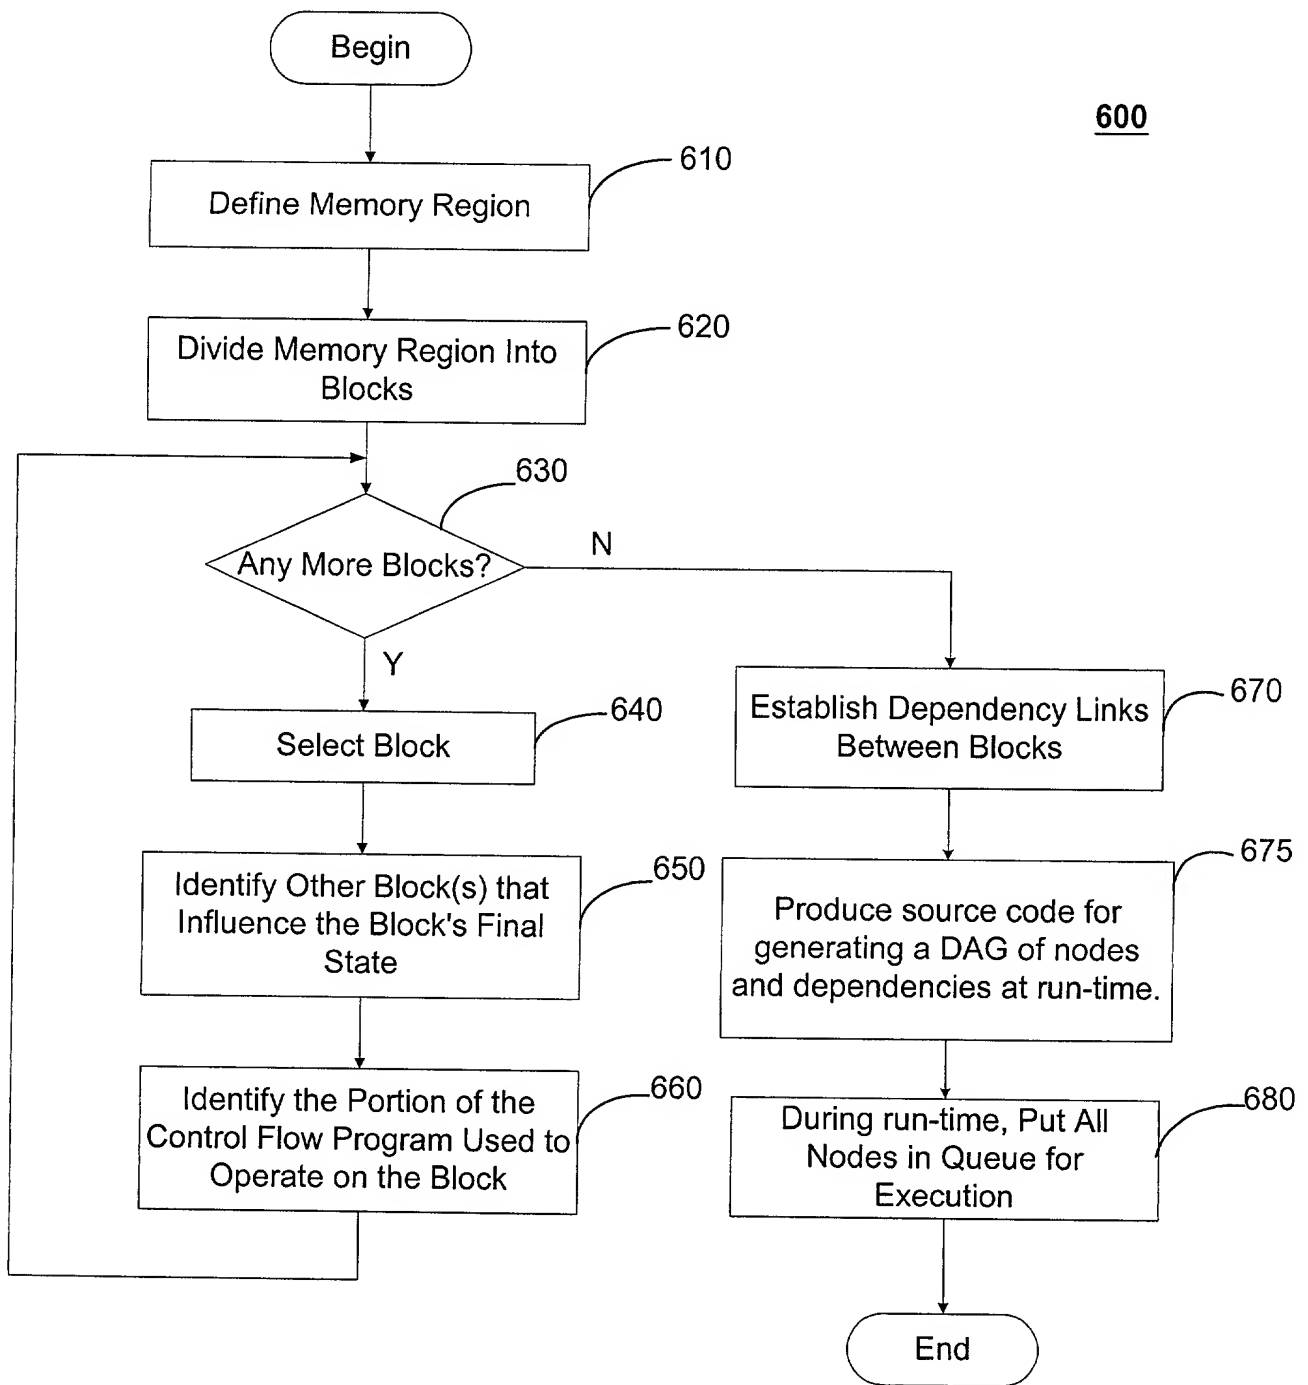 Begin
600
610
Define Memory Region
620
Divide Memory Region Into
Blocks
630
Any More Blocks?
N
Y
640
Select Block
650
Identify Other Block(s) that
Influence the Block's Final
State
660
Identify the Portion of the
Control Flow Program Used to
Operate on the Block
670
Establish Dependency Links
Between Blocks
675
Produce source code for
generating a DAG of nodes
and dependencies at run-time.
680
During run-time, Put All
Nodes in Queue for
Execution
End